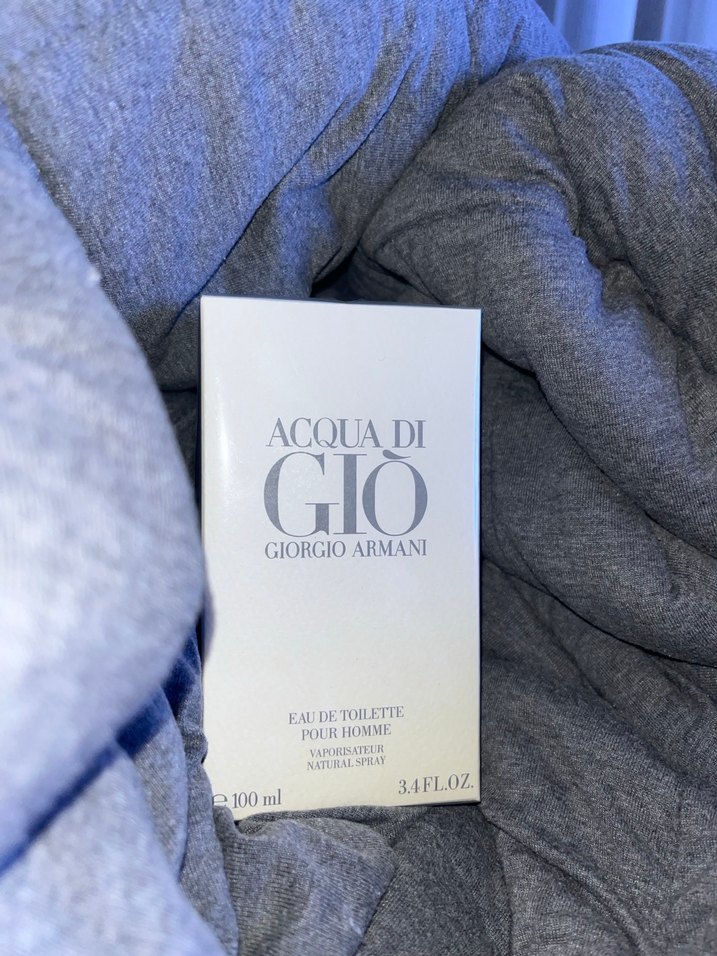 ACQUA DI
GIÒ
GIORGIO ARMANI
EAU DE TOILETTE
POUR HOMME
VAPORISATEUR
NATURAL SPRAY
℮ 100 ml
3.4 FL.OZ.